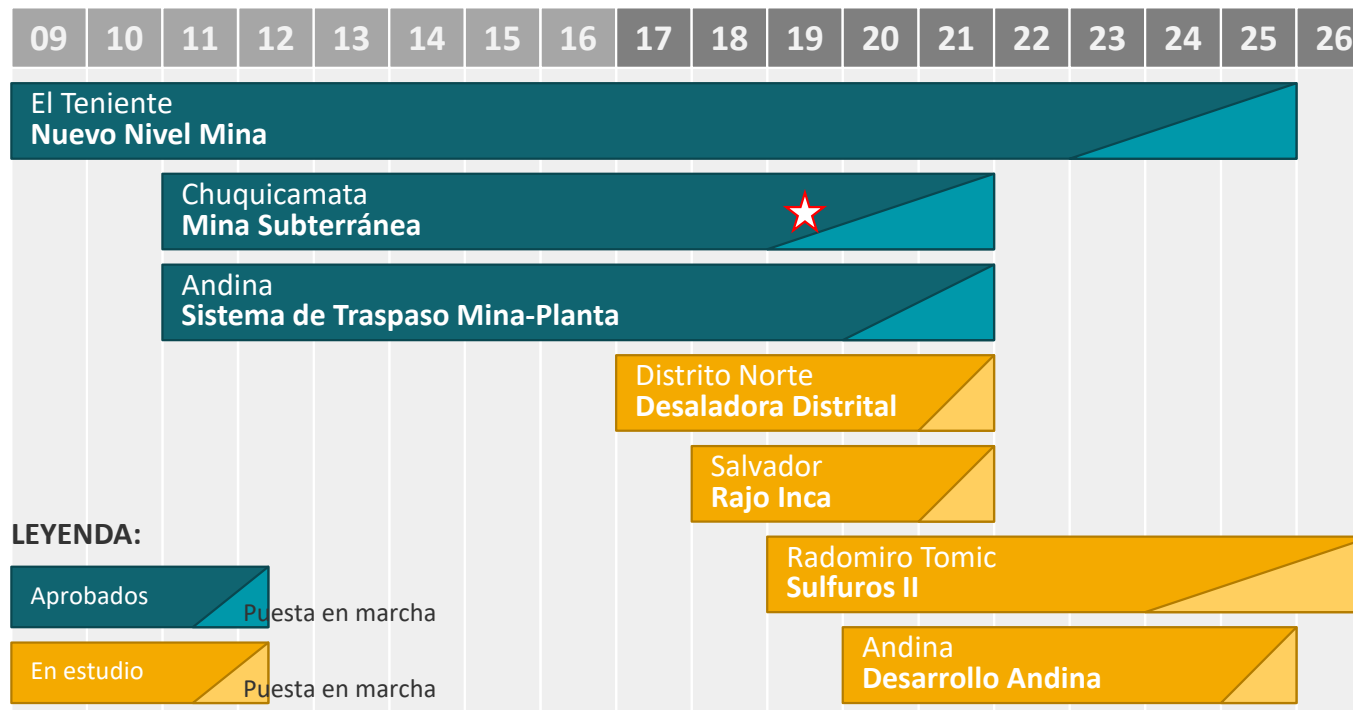 09 10 11 12 13 14 15 16 17 18 19 20 21 22 23 24 25 26
El Teniente
Nuevo Nivel Mina
Chuquicamata
Mina Subterránea
Andina
Sistema de Traspaso Mina-Planta
Distrito Norte
Desaladora Distrital
Salvador
Rajo Inca
Radomiro Tomic
Sulfuros II
Andina
Desarrollo Andina
LEYENDA:
Aprobados
Puesta en marcha
En estudio
Puesta en marcha